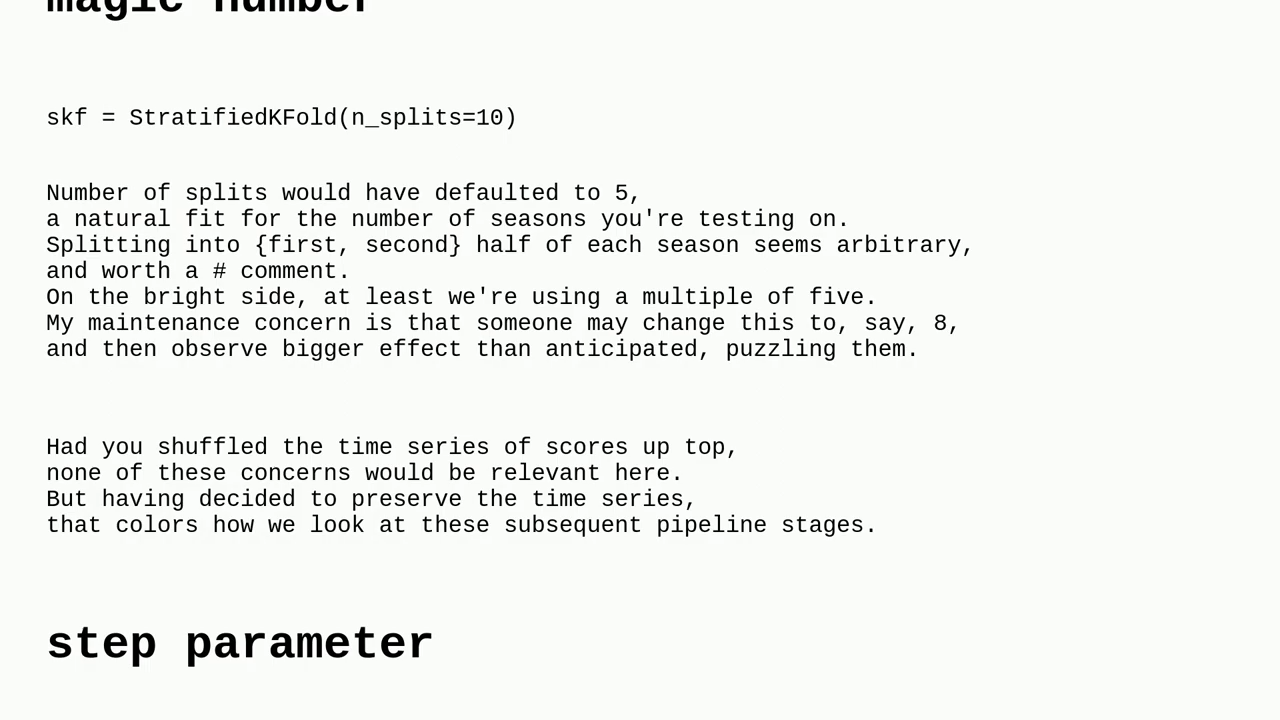 magic number
skf = StratifiedKFold(n_splits=10)
Number of splits would have defaulted to 5,
a natural fit for the number of seasons you're testing on.
Splitting into {first, second} half of each season seems arbitrary,
and worth a # comment.
On the bright side, at least we're using a multiple of five.
My maintenance concern is that someone may change this to, say, 8,
and then observe bigger effect than anticipated, puzzling them.
Had you shuffled the time series of scores up top,
none of these concerns would be relevant here.
But having decided to preserve the time series,
that colors how we look at these subsequent pipeline stages.
step parameter